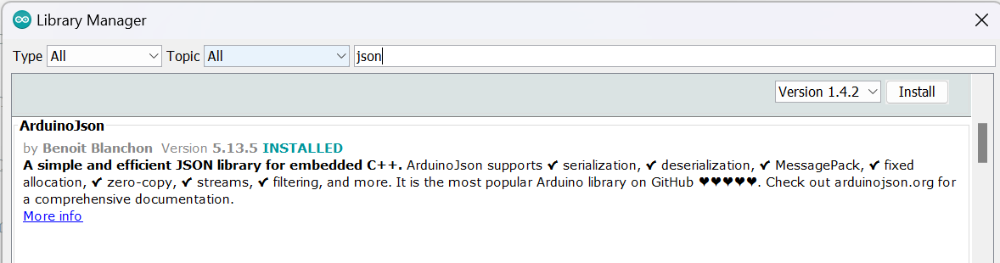 Library Manager
Type All Topic All json
Version 1.4.2 Install
ArduinoJson
by Benoit Blanchon Version 5.13.5 INSTALLED
A simple and efficient JSON library for embedded C++. ArduinoJson supports ✔ serialization, ✔ deserialization, ✔ MessagePack, ✔ fixed
allocation, ✔ zero-copy, ✔ streams, ✔ filtering, and more. It is the most popular Arduino library on GitHub ❤❤❤❤❤. Check out arduinojson.org for
a comprehensive documentation.
More info